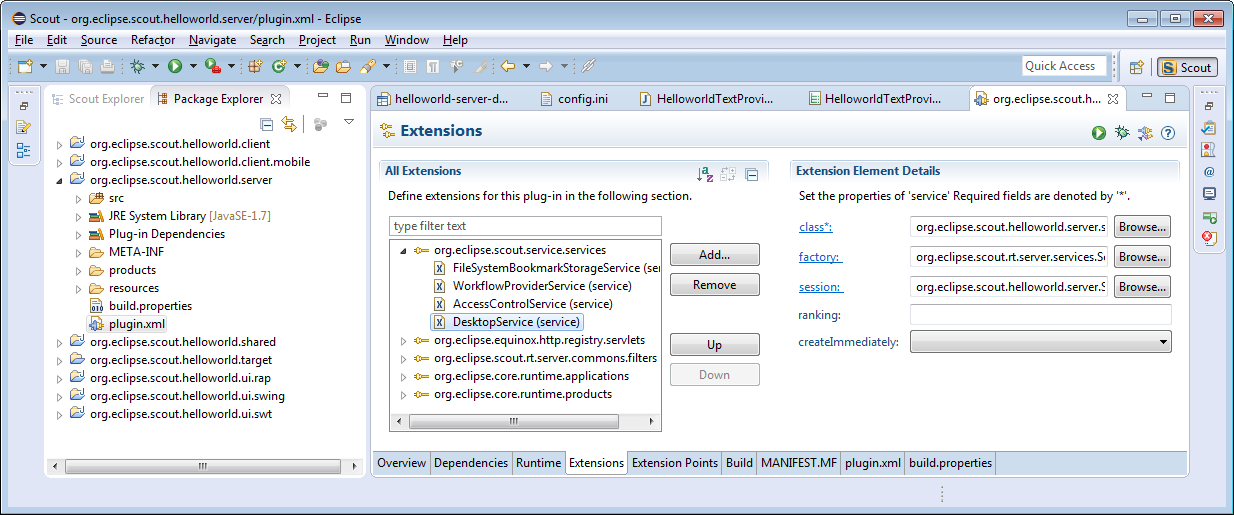 Scout - org.eclipse.scout.helloworld.server/plugin.xml - Eclipse
File Edit Source Refactor Navigate Search Project Run Window Help
Quick Access
Scout
Scout Explorer Package Explorer
org.eclipse.scout.helloworld.client
org.eclipse.scout.helloworld.client.mobile
org.eclipse.scout.helloworld.server
src
JRE System Library [JavaSE-1.7]
Plug-in Dependencies
META-INF
products
resources
build.properties
plugin.xml
org.eclipse.scout.helloworld.shared
org.eclipse.scout.helloworld.target
org.eclipse.scout.helloworld.ui.rap
org.eclipse.scout.helloworld.ui.swing
org.eclipse.scout.helloworld.ui.swt
helloworld-server-d... config.ini HelloworldTextProvi... HelloworldTextProvi... org.eclipse.scout.h...
Extensions
All Extensions
Define extensions for this plug-in in the following section.
type filter text
org.eclipse.scout.service.services
FileSystemBookmarkStorageService (ser
WorkflowProviderService (service)
AccessControlService (service)
DesktopService (service)
org.eclipse.equinox.http.registry.servlets
org.eclipse.scout.rt.server.commons.filters
org.eclipse.core.runtime.applications
org.eclipse.core.runtime.products
Add...
Remove
Up
Down
Extension Element Details
Set the properties of 'service' Required fields are denoted by '*'.
class*: org.eclipse.scout.helloworld.server.s Browse...
factory: org.eclipse.scout.rt.server.services.Se Browse...
session: org.eclipse.scout.helloworld.server.S Browse...
ranking:
createImmediately:
Overview Dependencies Runtime Extensions Extension Points Build MANIFEST.MF plugin.xml build.properties